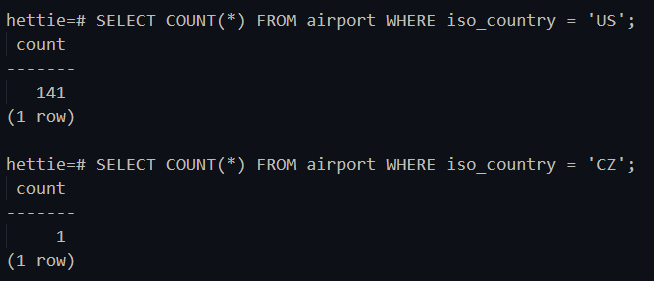 hettie=# SELECT COUNT(*) FROM airport WHERE iso_country = 'US';
 count
-------
   141
(1 row)

hettie=# SELECT COUNT(*) FROM airport WHERE iso_country = 'CZ';
 count
-------
     1
(1 row)